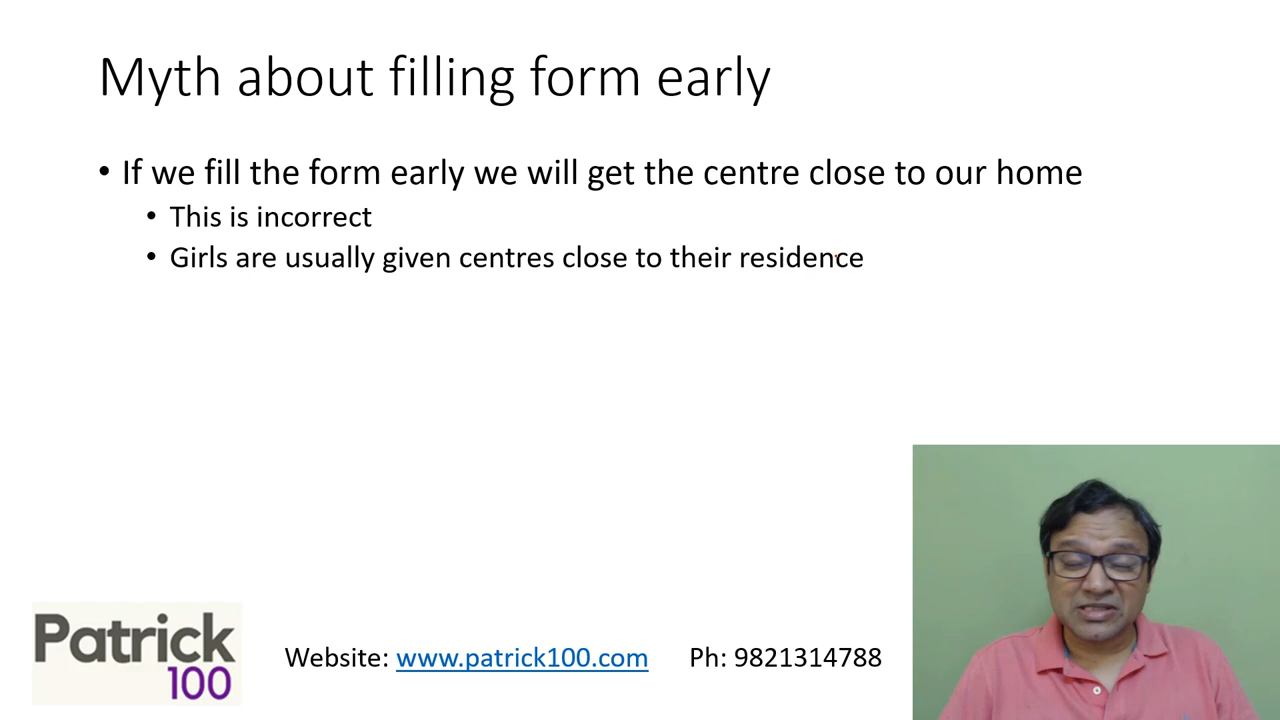 Myth about filling form early
• If we fill the form early we will get the centre close to our home
• This is incorrect
• Girls are usually given centres close to their residence
Patrick
100
Website: www.patrick100.com Ph: 9821314788